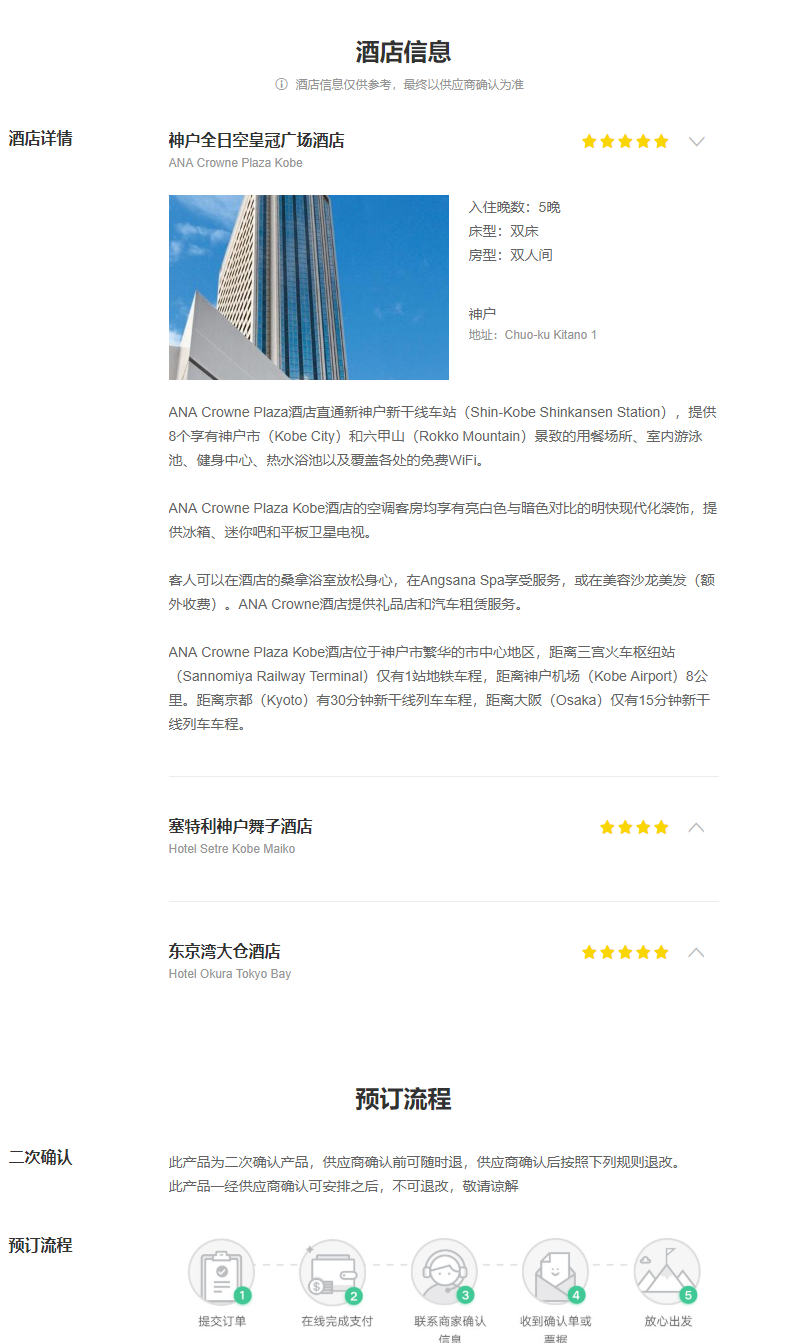 酒店信息
酒店信息仅供参考，最终以供应商确认为准
酒店详情
神户全日空皇冠广场酒店
ANA Crowne Plaza Kobe
入住晚数：5晚
床型：双床
房型：双人间
神户
地址：Chuo-ku Kitano 1
ANA Crowne Plaza酒店直通新神户新干线车站（Shin-Kobe Shinkansen Station），提供
8个享有神户市（Kobe City）和六甲山（Rokko Mountain）景致的用餐场所、室内游泳
池、健身中心、热水浴池以及覆盖各处的免费WiFi。
ANA Crowne Plaza Kobe酒店的空调客房均享有亮白色与暗色对比的明快现代化装饰，提
供冰箱、迷你吧和平板卫星电视。
客人可以在酒店的桑拿浴室放松身心，在Angsana Spa享受服务，或在美容沙龙美发（额
外收费）。ANA Crowne酒店提供礼品店和汽车租赁服务。
ANA Crowne Plaza Kobe酒店位于神户市繁华的市中心地区，距离三宫火车枢纽站
（Sannomiya Railway Terminal）仅有1站地铁车程，距离神户机场（Kobe Airport）8公
里。距离京都（Kyoto）有30分钟新干线列车车程，距离大阪（Osaka）仅有15分钟新干
线列车车程。
塞特利神户舞子酒店
Hotel Setre Kobe Maiko
东京湾大仓酒店
Hotel Okura Tokyo Bay
预订流程
二次确认
此产品为二次确认产品，供应商确认前可随时退，供应商确认后按照下列规则退改。
此产品一经供应商确认可安排之后，不可退改，敬请谅解
预订流程
1
2
3
4
5
提交订单
在线完成支付
联系商家确认
信息
收到确认单或
票据
放心出发